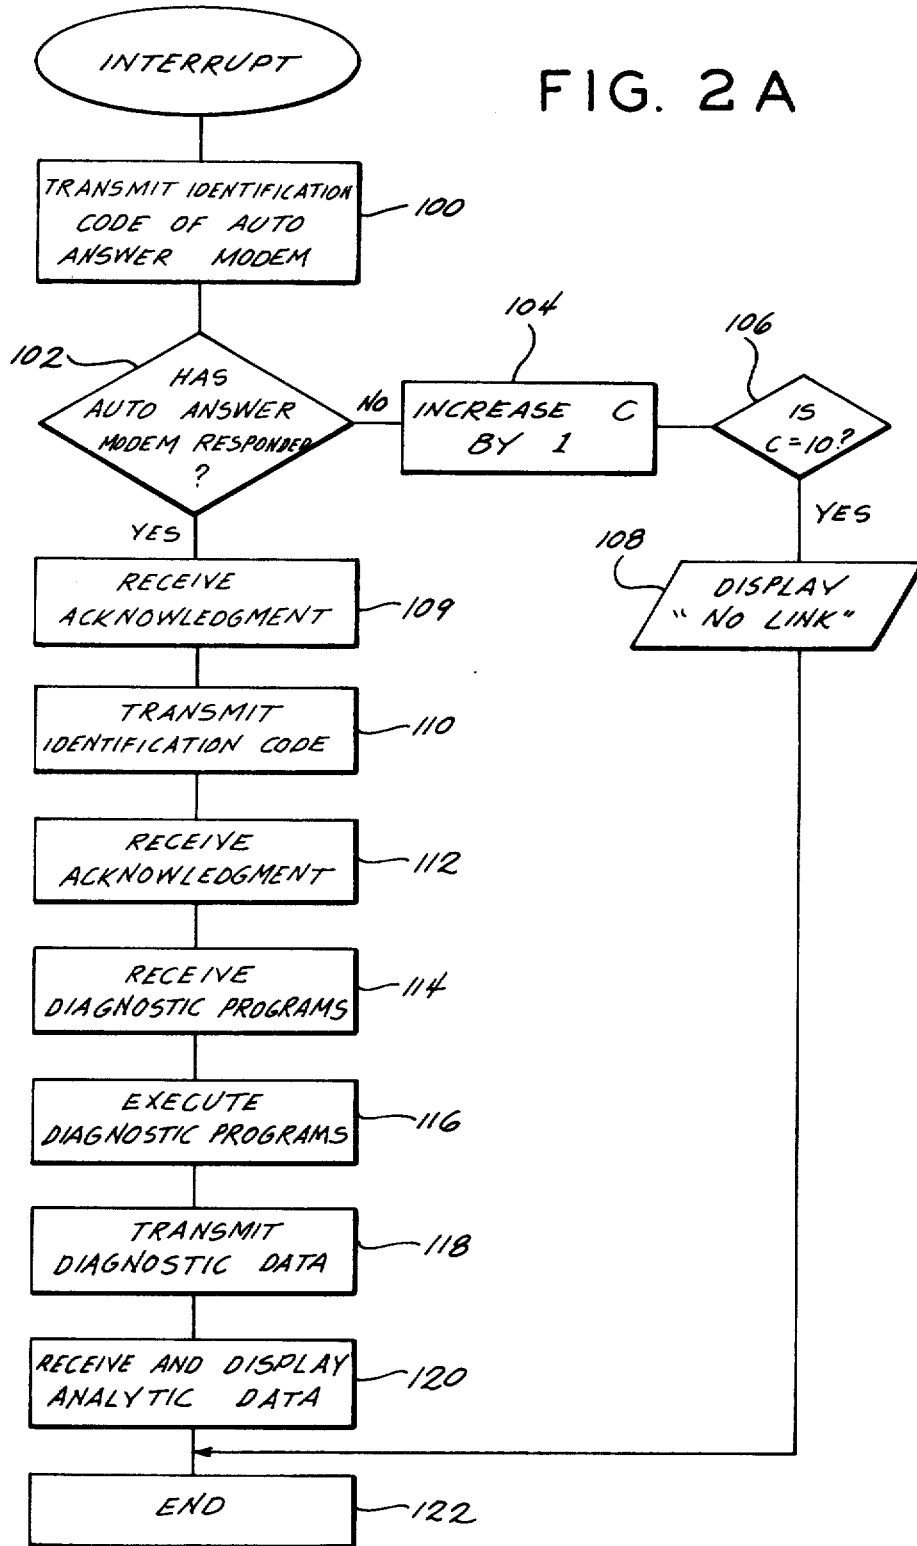 INTERRUPT
FIG. 2A
TRANSMIT IDENTIFICATION
CODE OF AUTO
ANSWER MODEM
100
102
HAS
AUTO ANSWER
MODEM RESPONDED
?
NO
104
INCREASE C
BY 1
106
IS
C=10?
YES
YES
108
DISPLAY
"NO LINK"
RECEIVE
ACKNOWLEDGMENT
109
TRANSMIT
IDENTIFICATION CODE
110
RECEIVE
ACKNOWLEDGMENT
112
RECEIVE
DIAGNOSTIC PROGRAMS
114
EXECUTE
DIAGNOSTIC PROGRAMS
116
TRANSMIT
DIAGNOSTIC DATA
118
RECEIVE AND DISPLAY
ANALYTIC DATA
120
END
122